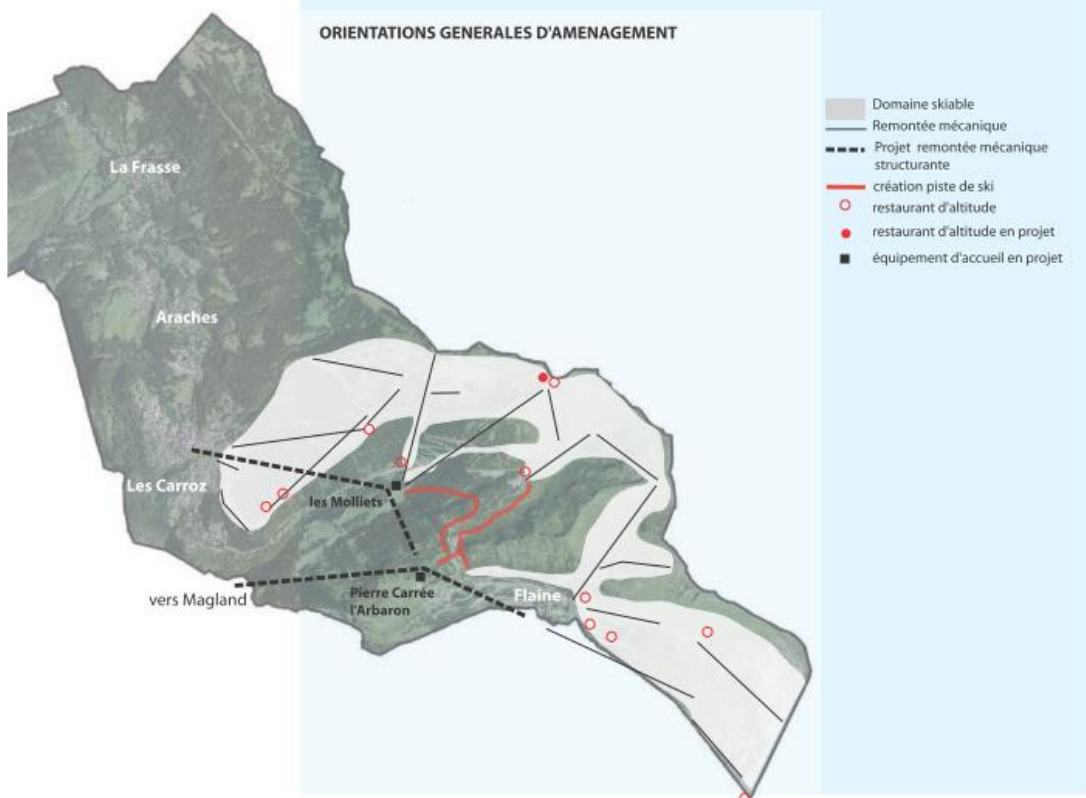 ORIENTATIONS GENERALES D'AMENAGEMENT
Domaine skiable
Remontée mécanique
Projet remontée mécanique
structurante
création piste de ski
restaurant d'altitude
restaurant d'altitude en projet
équipement d'accueil en projet
La Frasse
Araches
Les Carroz
les Molliets
vers Magland
Pierre Carrée
l'Arbaron
Flaine